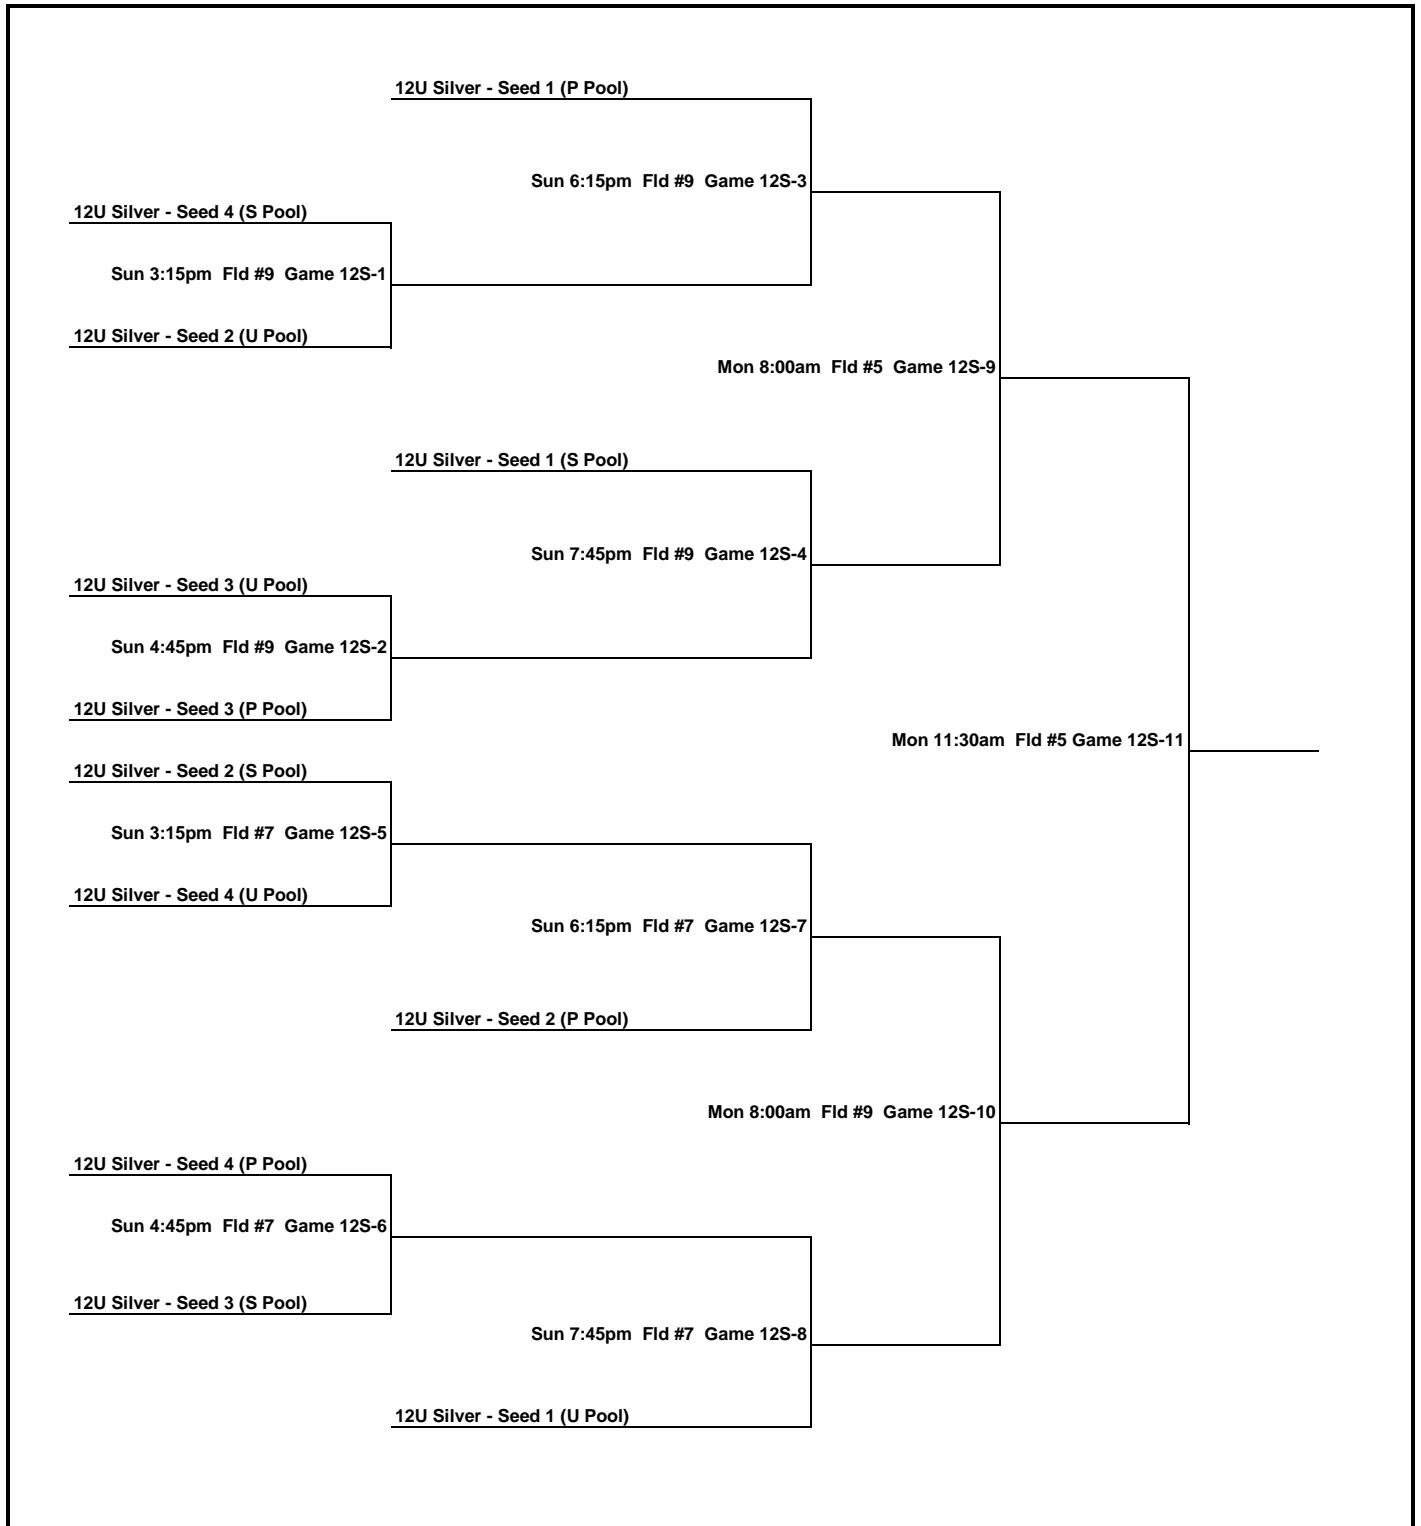 12U Silver - Seed 1 (P Pool)
Sun 6:15pm  Fld #9  Game 12S-3
12U Silver - Seed 4 (S Pool)
Sun 3:15pm  Fld #9  Game 12S-1
12U Silver - Seed 2 (U Pool)
Mon 8:00am  Fld #5  Game 12S-9
12U Silver - Seed 1 (S Pool)
Sun 7:45pm  Fld #9  Game 12S-4
12U Silver - Seed 3 (U Pool)
Sun 4:45pm  Fld #9  Game 12S-2
12U Silver - Seed 3 (P Pool)
Mon 11:30am  Fld #5 Game 12S-11
12U Silver - Seed 2 (S Pool)
Sun 3:15pm  Fld #7  Game 12S-5
12U Silver - Seed 4 (U Pool)
Sun 6:15pm  Fld #7  Game 12S-7
12U Silver - Seed 2 (P Pool)
Mon 8:00am  Fld #9  Game 12S-10
12U Silver - Seed 4 (P Pool)
Sun 4:45pm  Fld #7  Game 12S-6
12U Silver - Seed 3 (S Pool)
Sun 7:45pm  Fld #7  Game 12S-8
12U Silver - Seed 1 (U Pool)